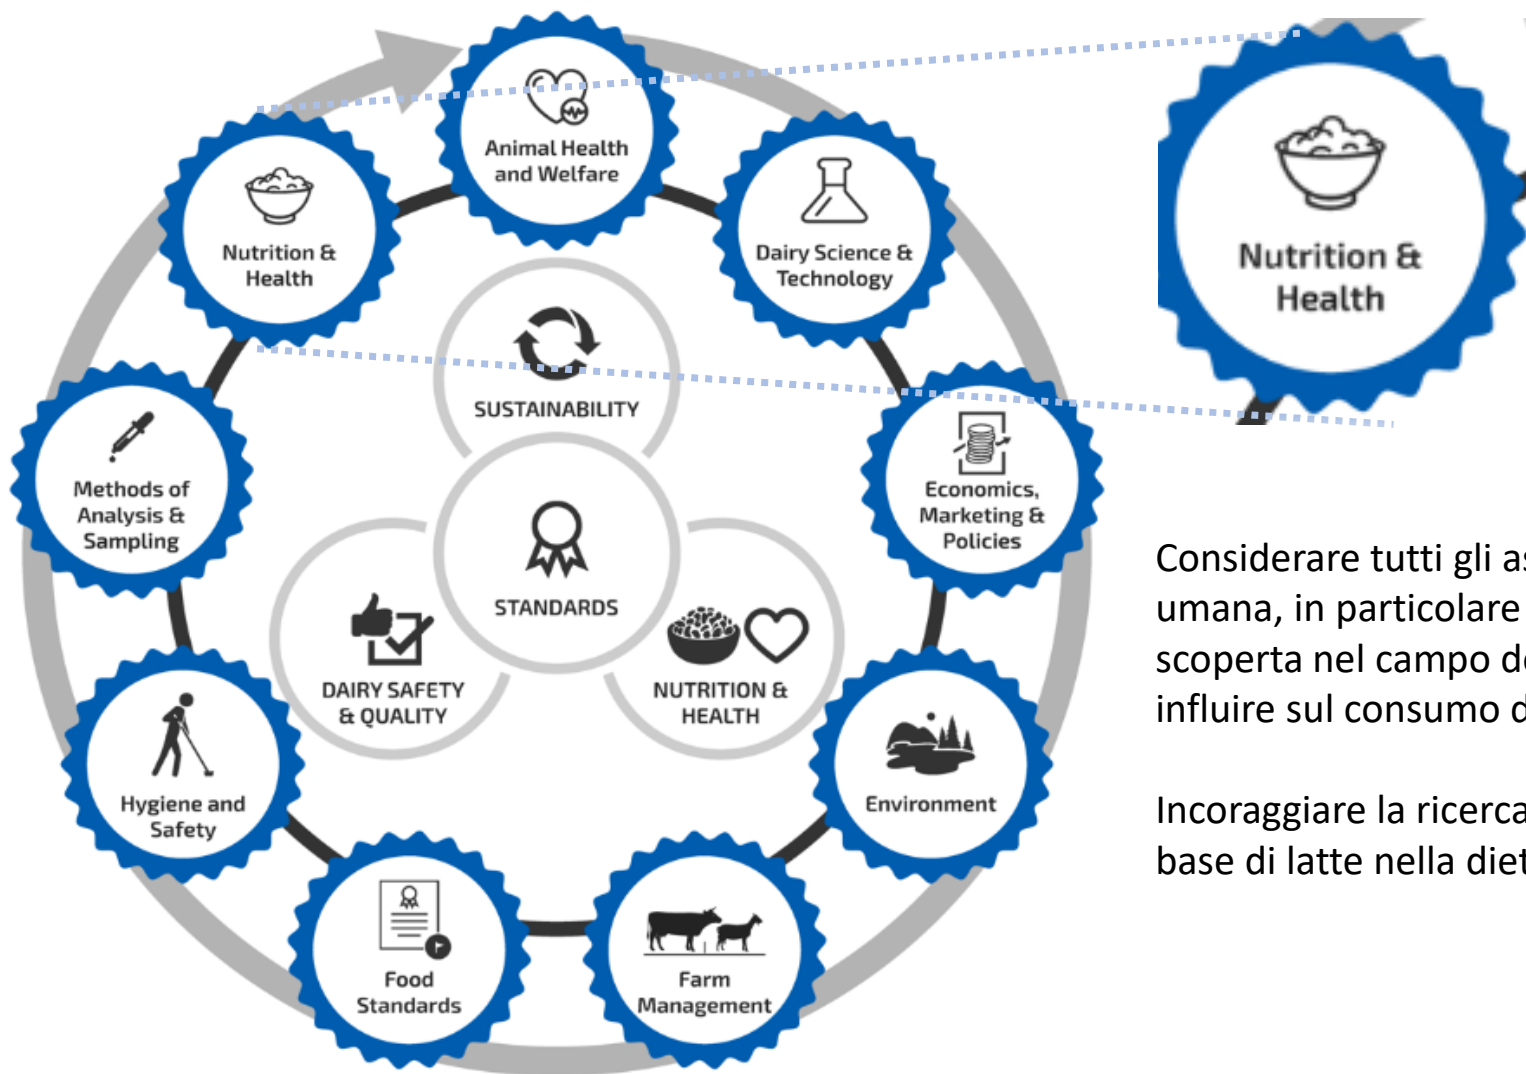 Animal Health
and Welfare
Dairy Science &
Technology
Economics,
Marketing &
Policies
Environment
Farm
Management
Food
Standards
Hygiene and
Safety
Methods of
Analysis &
Sampling
Nutrition &
Health
SUSTAINABILITY
STANDARDS
DAIRY SAFETY
& QUALITY
NUTRITION &
HEALTH
Nutrition &
Health
Considerare tutti gli
umana, in particolare
scoperta nel campo
influire sul consumo
Incoraggiare la ricerca
base di latte nella